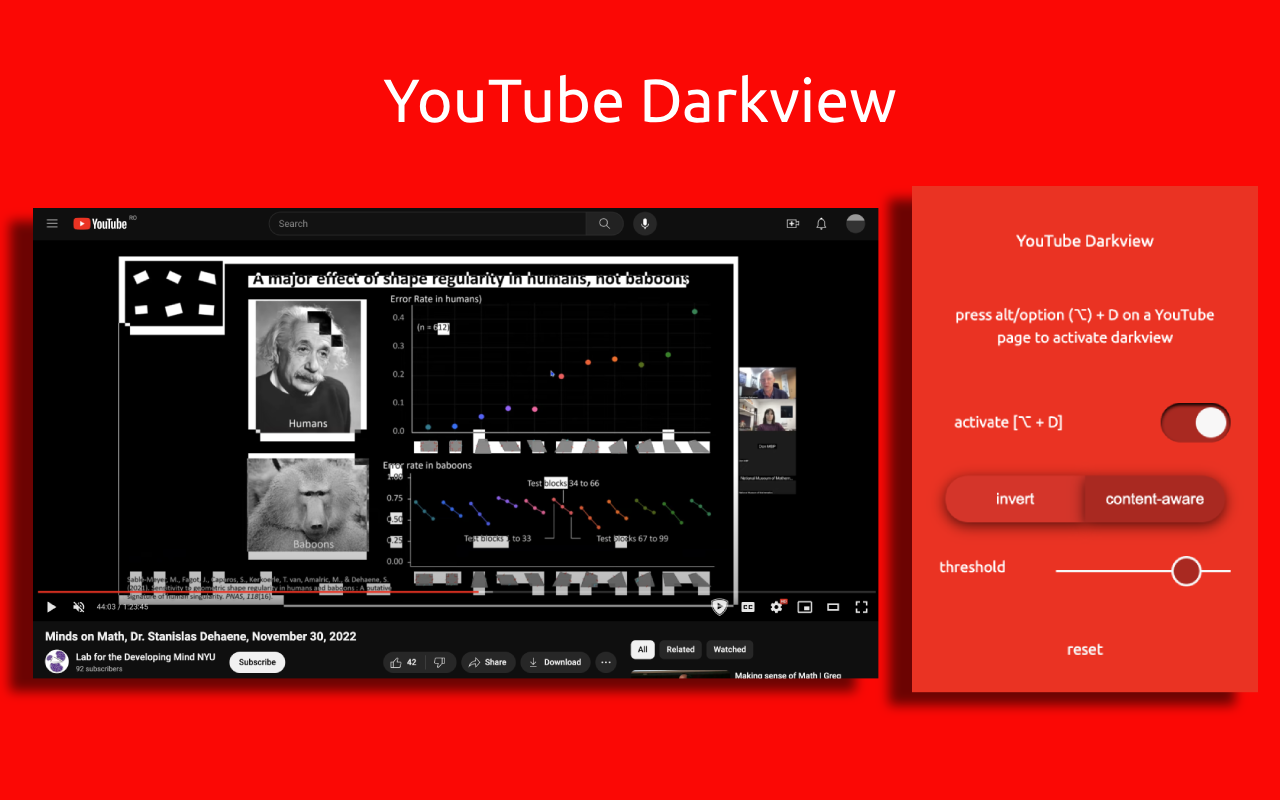 YouTube Darkview
YouTube RO
Search
A major effect of shape regularity in humans, not baboons
Error Rate in humans)
0.4
(n = 612)
0.3
0.2
0.1
0.0
Humans
Error rate in baboons
1.00
Test blocks 34 to 66
0.75
0.50
0.25
Test blocks 1 to 33
Test blocks 67 to 99
0.00
Baboons
Sablé-Meyer, M., Fagot, J., Caparos, S., Kerkoerle, T. van, Amalric, M., & Dehaene, S.
(2021). Sensitivity to geometric shape regularity in humans and baboons : A putative
signature of human singularity. PNAS, 118(16).
44:03 / 1:23:45
CC
Minds on Math, Dr. Stanislas Dehaene, November 30, 2022
Lab for the Developing Mind NYU
92 subscribers
Subscribe
42
Share
Download
All
Related
Watched
Making sense of Math | Greg
YouTube Darkview
press alt/option (⌥) + D on a YouTube
page to activate darkview
activate [⌥ + D]
invert
content-aware
threshold
reset